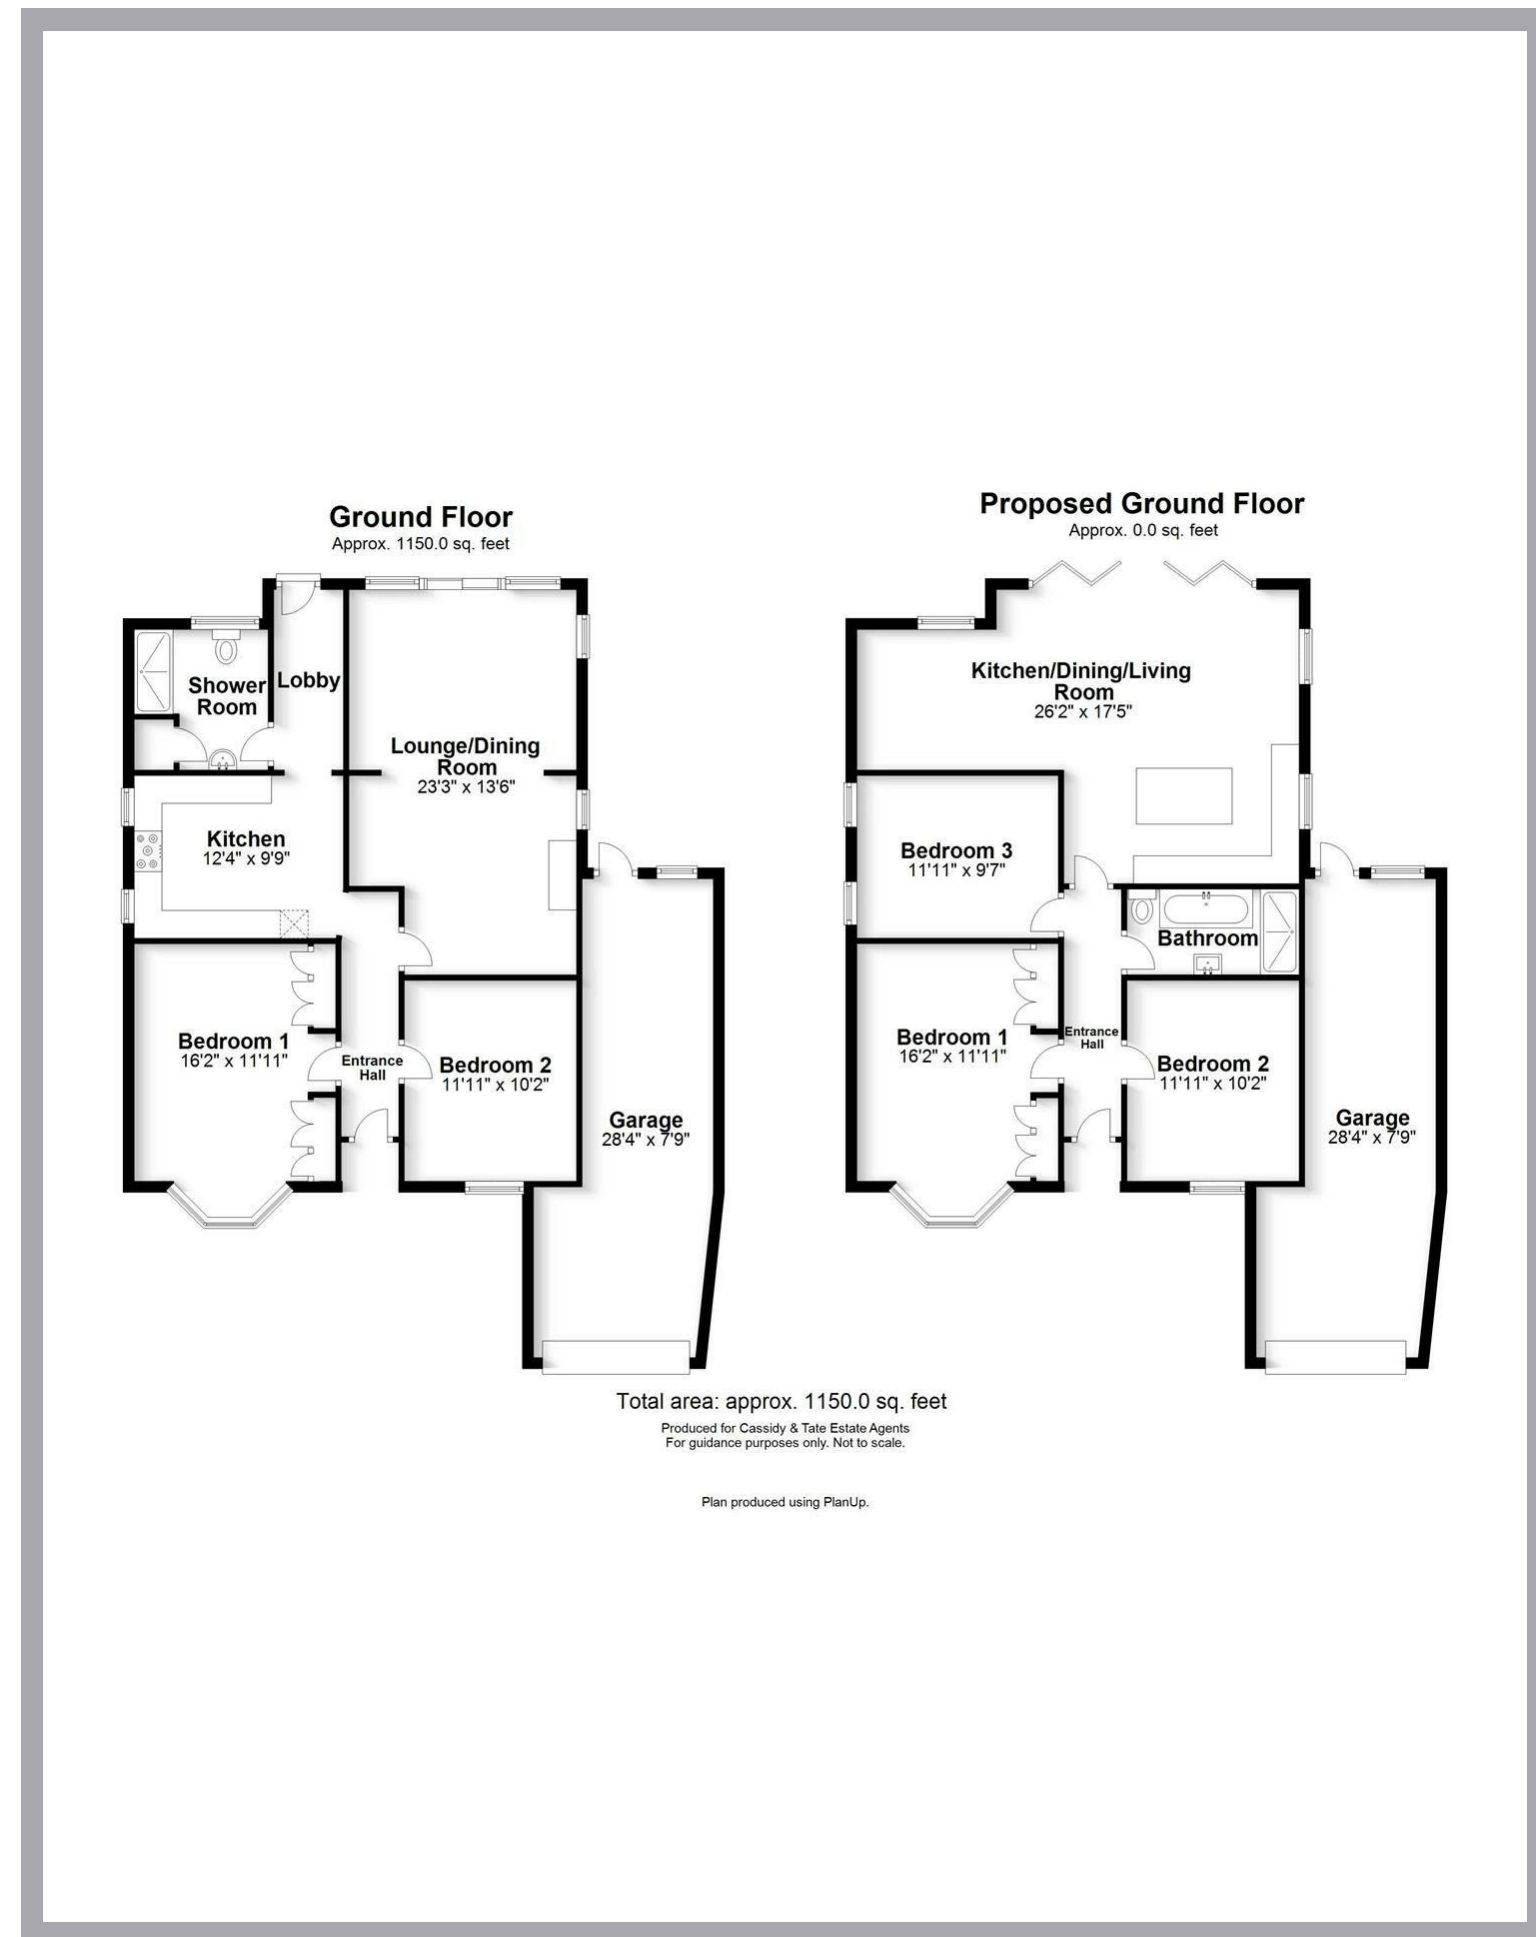 Ground Floor
Approx. 1150.0 sq. feet
Shower
Room
Lobby
Lounge/Dining
Room
23'3" x 13'6"
Kitchen
12'4" x 9'9"
Bedroom 1
16'2" x 11'11"
Entrance
Hall
Bedroom 2
11'11" x 10'2"
Garage
28'4" x 7'9"
Proposed Ground Floor
Approx. 0.0 sq. feet
Kitchen/Dining/Living
Room
26'2" x 17'5"
Bedroom 3
11'11" x 9'7"
Bathroom
Bedroom 1
16'2" x 11'11"
Entrance
Hall
Bedroom 2
11'11" x 10'2"
Garage
28'4" x 7'9"
Total area: approx. 1150.0 sq. feet
Produced for Cassidy & Tate Estate Agents
For guidance purposes only. Not to scale.
Plan produced using PlanUp.